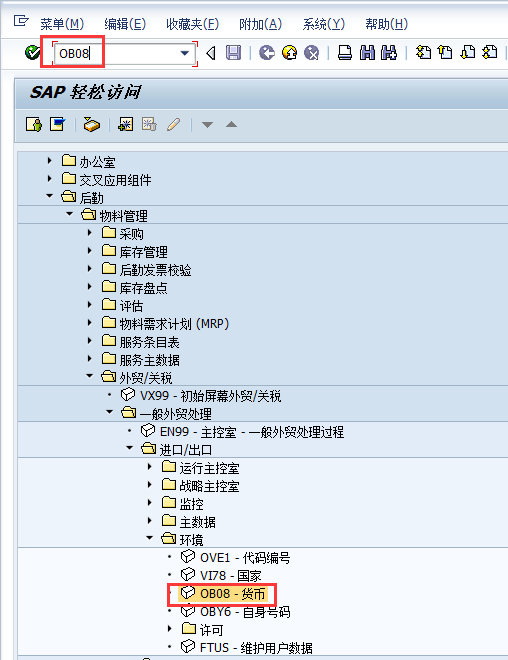 菜单(M) 编辑(E) 收藏夹(F) 附加(A) 系统(Y) 帮助(H)
OB08
SAP 轻松访问
办公室
交叉应用组件
后勤
物料管理
采购
库存管理
后勤发票校验
库存盘点
评估
物料需求计划 (MRP)
服务条目表
服务主数据
外贸/关税
VX99 - 初始屏幕外贸/关税
一般外贸处理
EN99 - 主控室 - 一般外贸处理过程
进口/出口
运行主控室
战略主控室
监控
主数据
环境
OVE1 - 代码编号
VI78 - 国家
OB08 - 货币
OBY6 - 自身号码
许可
FTUS - 维护用户数据